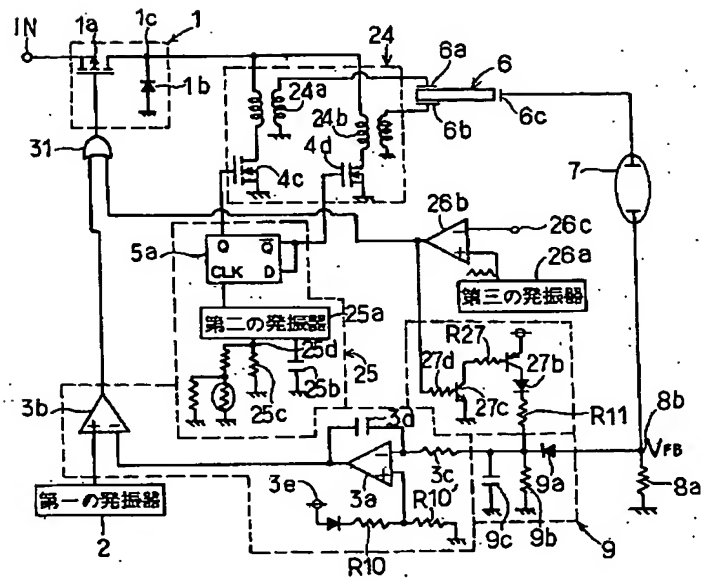 IN
1a
1c
1
1b
24
24a
24b
6a
6
6b
6c
31
4c
4d
7
26b
26c
26a
第三の発振器
5a
Q
Q̅
CLK
D
第二の発振器
25a
25d
25
25b
25c
R27
27d
27b
27c
R11
8b
VFB
8a
3b
3d
3c
9a
3a
3e
R10
R10'
9c
9b
9
第一の発振器
2